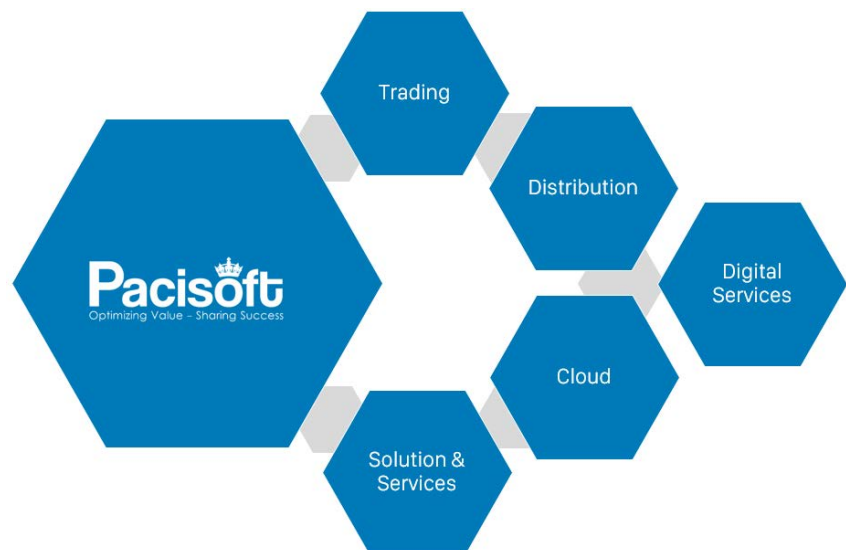 Trading
Distribution
Digital
Services
Pacisoft
Optimizing Value - Sharing Success
Cloud
Solution &
Services